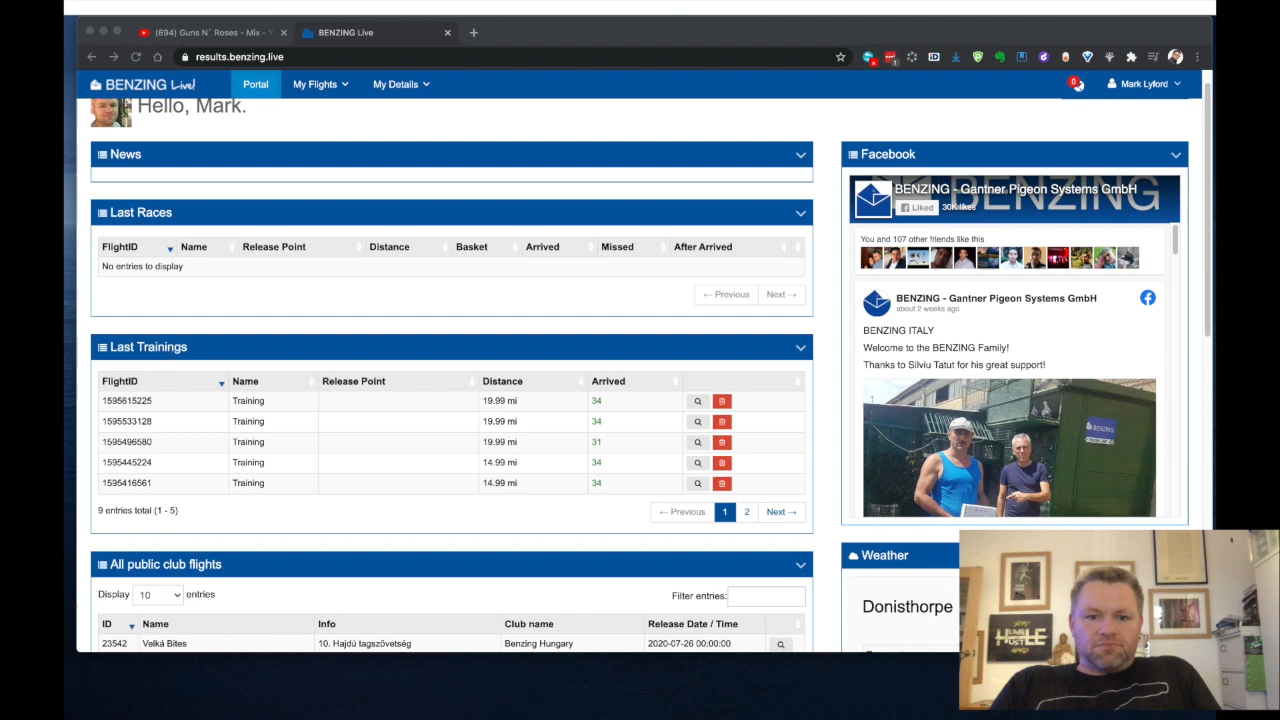 (694) Guns N' Roses - Mix - Y
BENZING Live
results.benzing.live
BENZING Live!
Portal
My Flights
My Details
0
Mark Lyford
Hello, Mark.
News
Last Races
FlightID Name Release Point Distance Basket Arrived Missed After Arrived
No entries to display
← Previous Next →
Last Trainings
FlightID Name Release Point Distance Arrived
1595615225 Training 19.99 mi 34
1595533128 Training 19.99 mi 34
1595496580 Training 19.99 mi 31
1595445224 Training 14.99 mi 34
1595416561 Training 14.99 mi 34
9 entries total (1 - 5)
← Previous 1 2 Next →
All public club flights
Display 10 entries
Filter entries:
ID Name Info Club name Release Date / Time
23542 Velká Bites 10. Hajdú tagszövetség Benzing Hungary 2020-07-26 00:00:00
Facebook
BENZING
BENZING - Gantner Pigeon Systems GmbH
Liked 30K likes
You and 107 other friends like this
BENZING - Gantner Pigeon Systems GmbH
about 2 weeks ago
BENZING ITALY
Welcome to the BENZING Family!
Thanks to Silviu Tatut for his great support!
BENZING
Weather
Donisthorpe
STAY
HUMBLE
HUSTLE
HARD